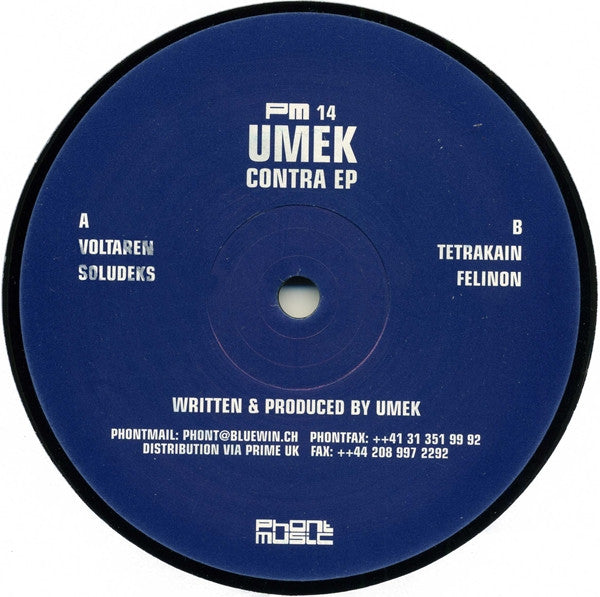 PM 14
UMEK
CONTRA EP
A
VOLTAREN
SOLUDEKS
B
TETRAKAIN
FELINON
WRITTEN & PRODUCED BY UMEK
PHONTMAIL: PHONT@BLUEWIN.CH PHONTFAX: ++41 31 351 99 92
DISTRIBUTION VIA PRIME UK FAX: ++44 208 997 2292
phont
music